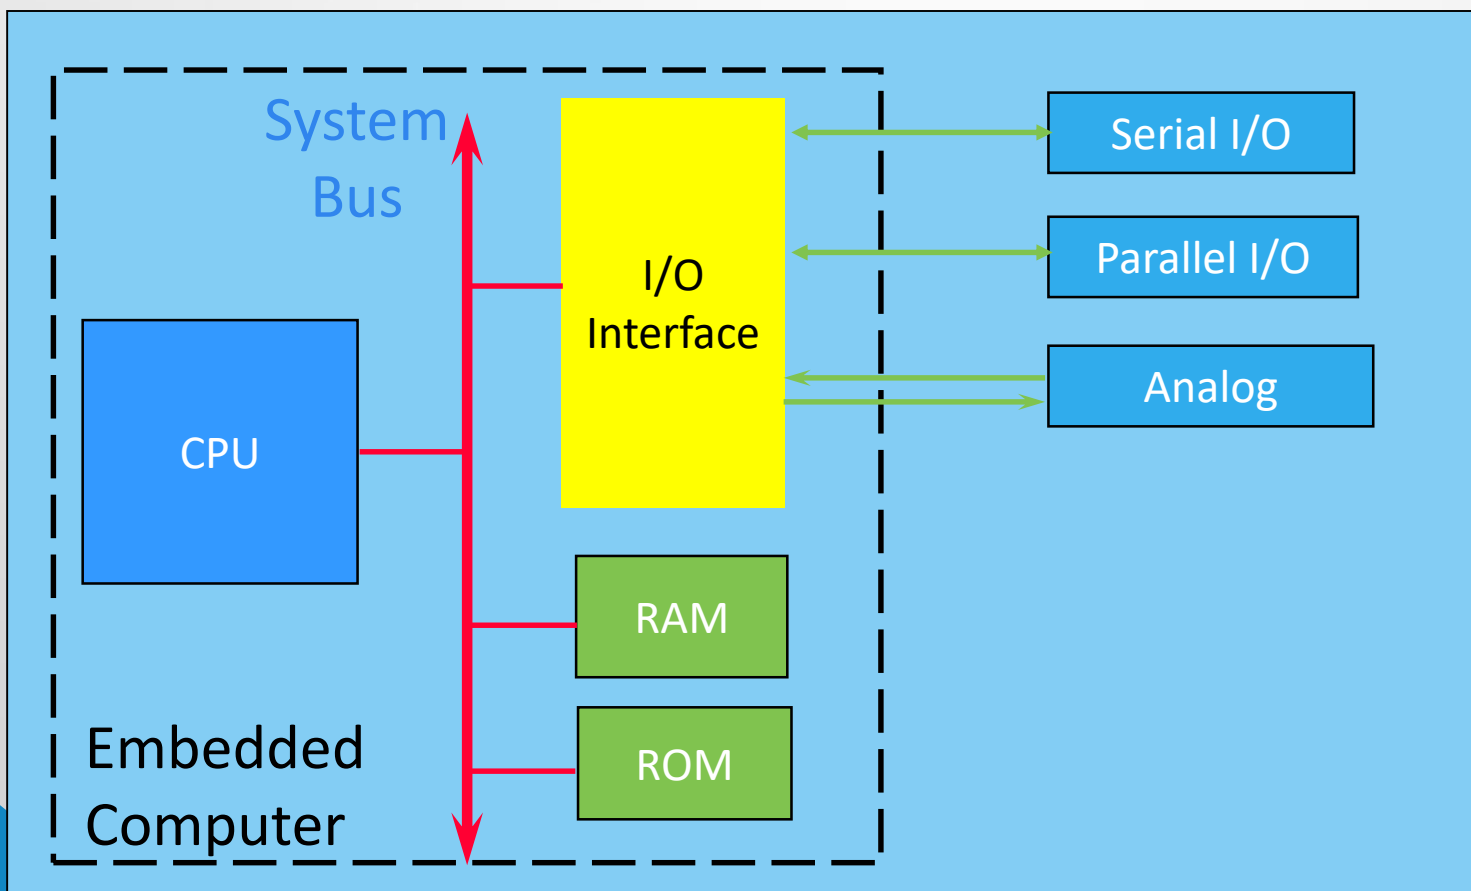 System
Bus
I/O
Interface
CPU
RAM
ROM
Embedded
Computer
Serial I/O
Parallel I/O
Analog